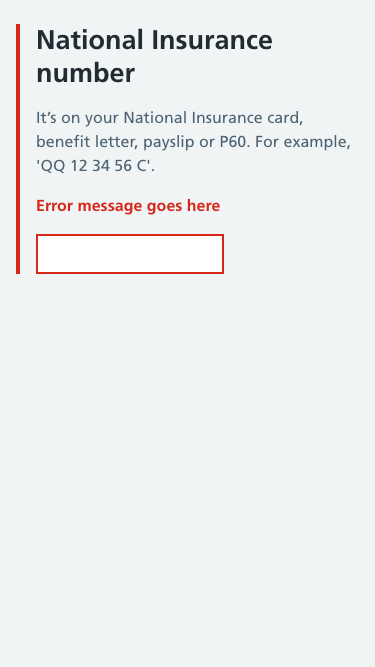 National Insurance
number
It’s on your National Insurance card,
benefit letter, payslip or P60. For example,
'QQ 12 34 56 C'.
Error message goes here